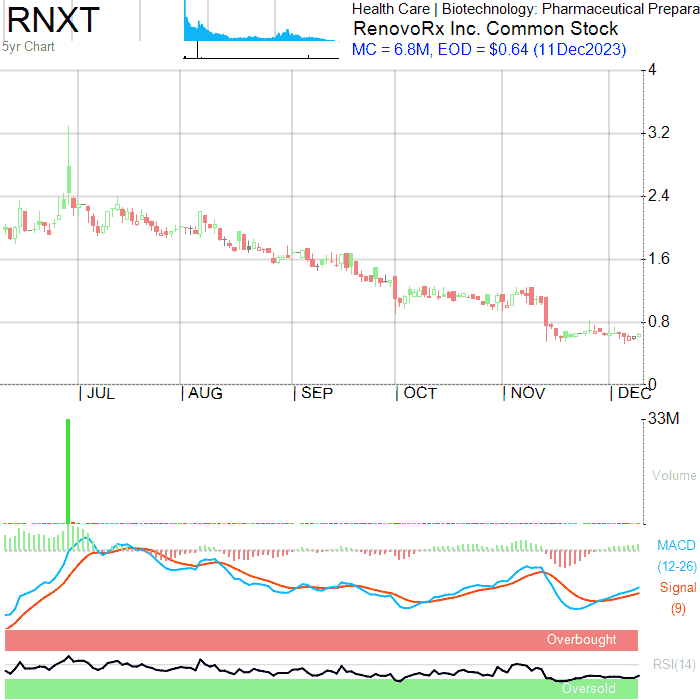 RNXT
5yr Chart
Health Care | Biotechnology: Pharmaceutical Prepara
RenovoRx Inc. Common Stock
MC = 6.8M, EOD = $0.64 (11Dec2023)
4
3.2
2.4
1.6
0.8
0
| JUL | AUG | SEP | OCT | NOV | DEC
33M
Volume
MACD
(12-26)
Signal
(9)
Overbought
RSI(14)
Oversold